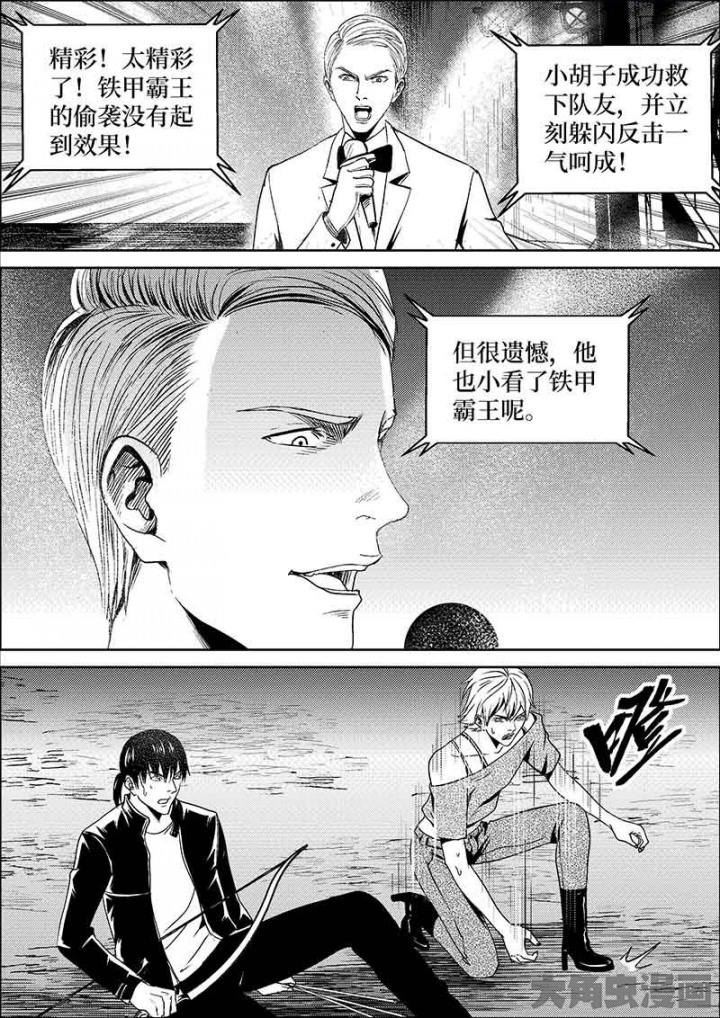 精彩！太精彩
了！铁甲霸王
的偷袭没有起
到效果！
小胡子成功救
下队友，并立
刻躲闪反击一
气呵成！
但很遗憾，他
也小看了铁甲
霸王呢。
噔
大角虫漫画